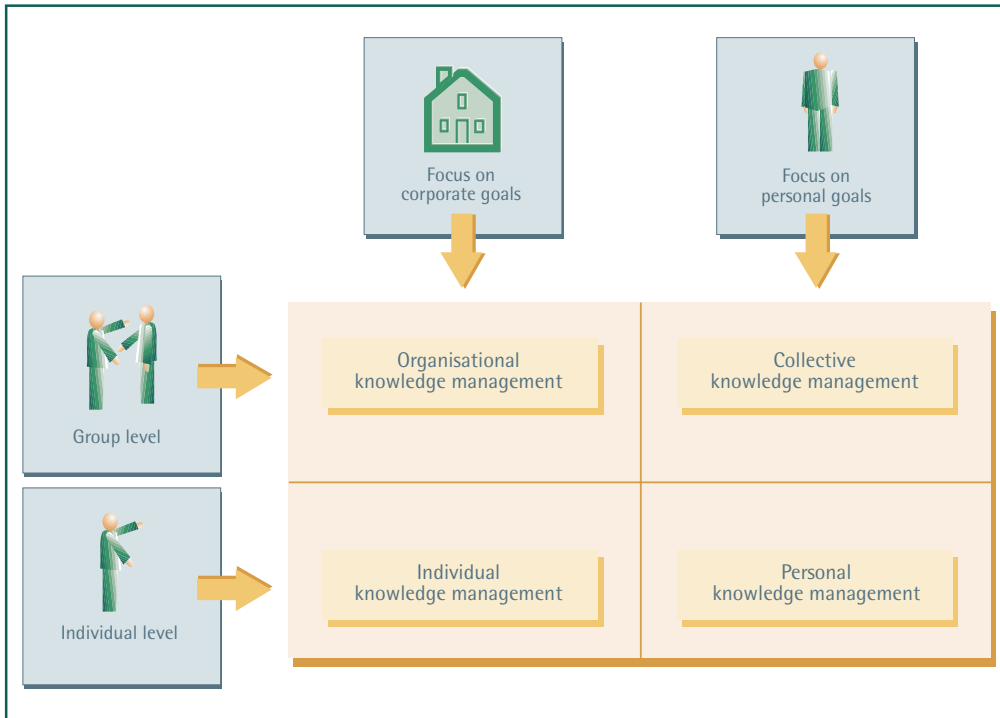 Focus on
corporate goals
Focus on
personal goals
Group level
Organisational
knowledge management
Collective
knowledge management
Individual level
Individual
knowledge management
Personal
knowledge management